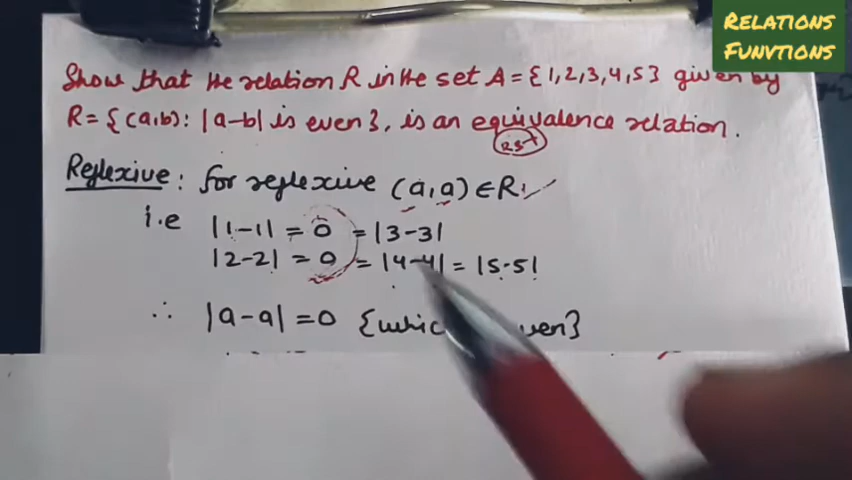 RELATIONS
FUNVTIONS
Show that the relation R in the set A = {1,2,3,4,5} given by
R = {(a,b): |a-b| is even}, is an equivalence relation.
RST
Reflexive: for reflexive (a,a) ∈ R.
i.e |1-1| = 0 = |3-3|
|2-2| = 0 = |4-4| = |5-5|
∴ |a-a| = 0 {which